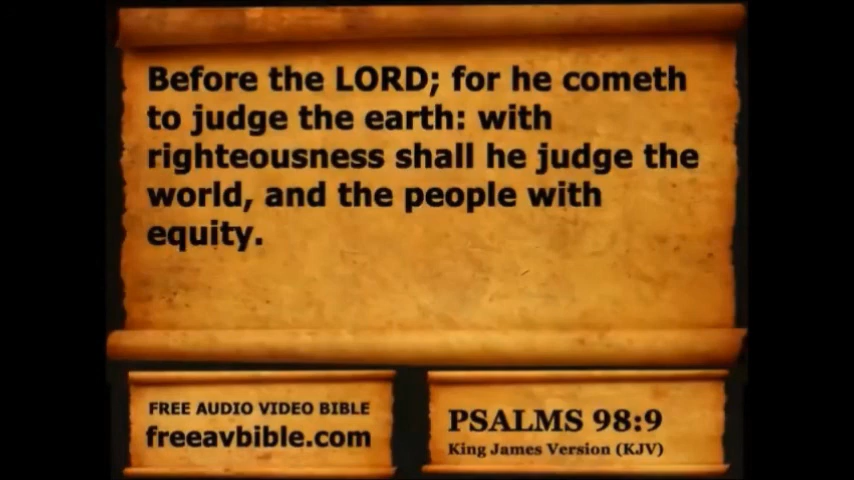 Before the LORD; for he cometh
to judge the earth: with
righteousness shall he judge the
world, and the people with
equity.
FREE AUDIO VIDEO BIBLE
freeavbible.com
PSALMS 98:9
King James Version (KJV)